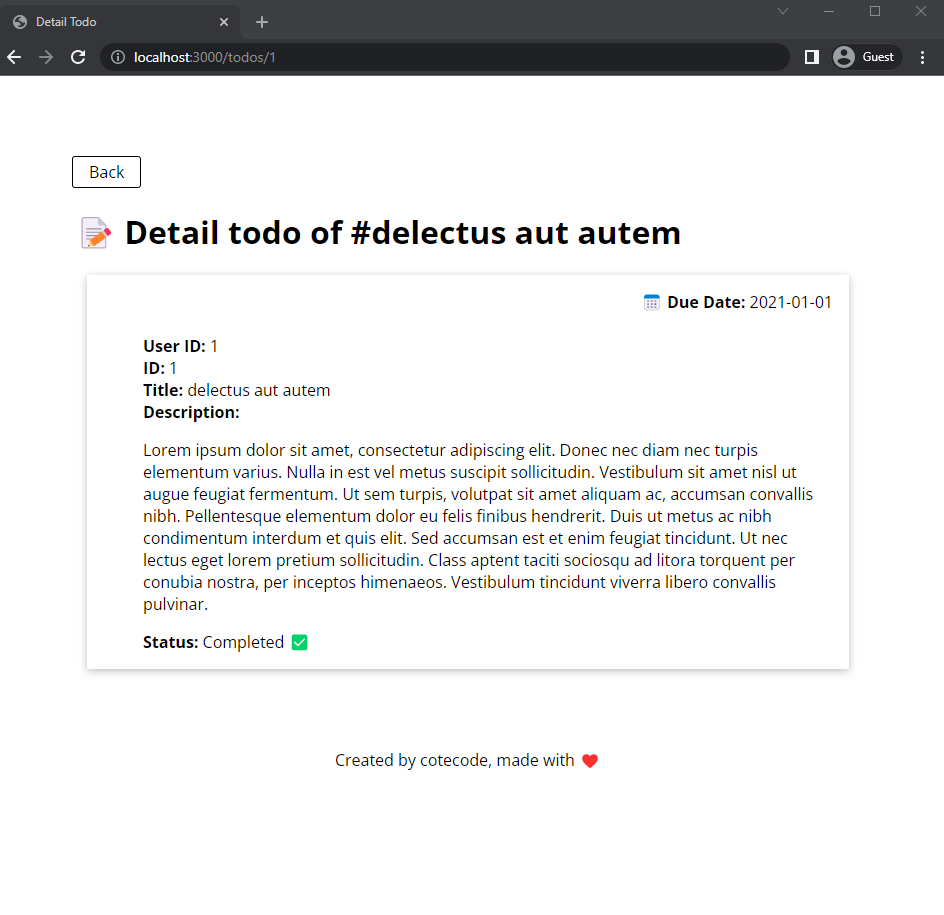 Detail Todo
localhost:3000/todos/1
Guest
Back
📝 Detail todo of #delectus aut autem
Due Date: 2021-01-01
User ID: 1
ID: 1
Title: delectus aut autem
Description:
Lorem ipsum dolor sit amet, consectetur adipiscing elit. Donec nec diam nec turpis
elementum varius. Nulla in est vel metus suscipit sollicitudin. Vestibulum sit amet nisl ut
augue feugiat fermentum. Ut sem turpis, volutpat sit amet aliquam ac, accumsan convallis
nibh. Pellentesque elementum dolor eu felis finibus hendrerit. Duis ut metus ac nibh
condimentum interdum et quis elit. Sed accumsan est et enim feugiat tincidunt. Ut nec
lectus eget lorem pretium sollicitudin. Class aptent taciti sociosqu ad litora torquent per
conubia nostra, per inceptos himenaeos. Vestibulum tincidunt viverra libero convallis
pulvinar.
Status: Completed ✅
Created by cotecode, made with ❤️